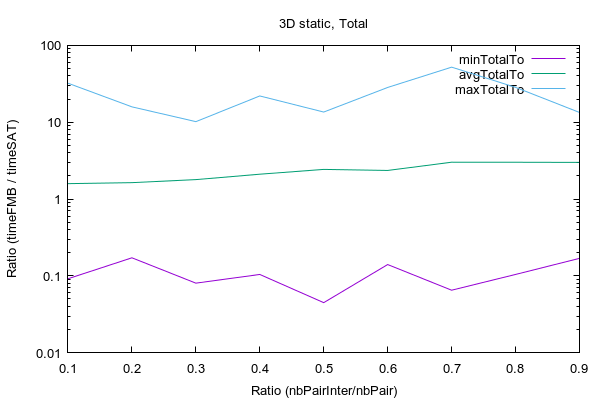 3D static, Total
minTotalTo
avgTotalTo
maxTotalTo
Ratio (timeFMB / timeSAT)
100
10
1
0.1
0.01
0.1 0.2 0.3 0.4 0.5 0.6 0.7 0.8 0.9
Ratio (nbPairInter/nbPair)